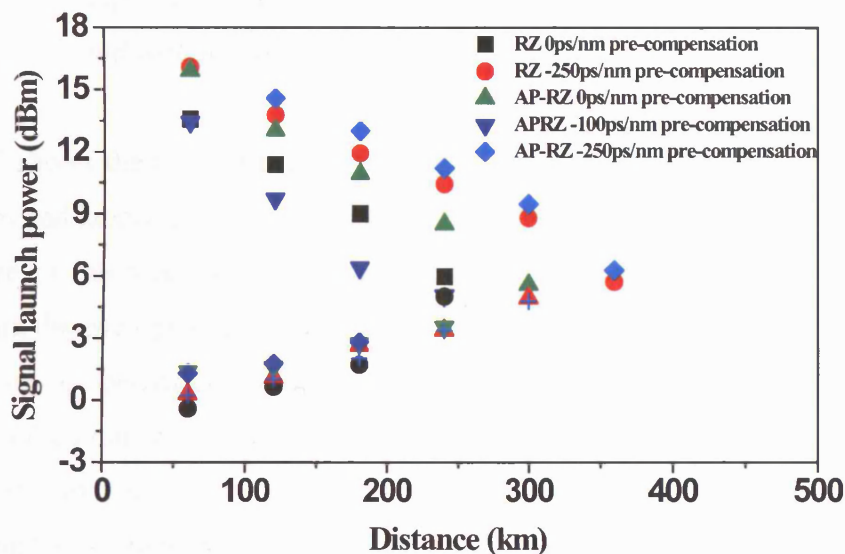 18
15
12
9
6
3
0
-3
Signal launch power (dBm)
RZ 0ps/nm pre-compensation
RZ -250ps/nm pre-compensation
AP-RZ 0ps/nm pre-compensation
APRZ -100ps/nm pre-compensation
AP-RZ -250ps/nm pre-compensation
0 100 200 300 400 500
Distance (km)